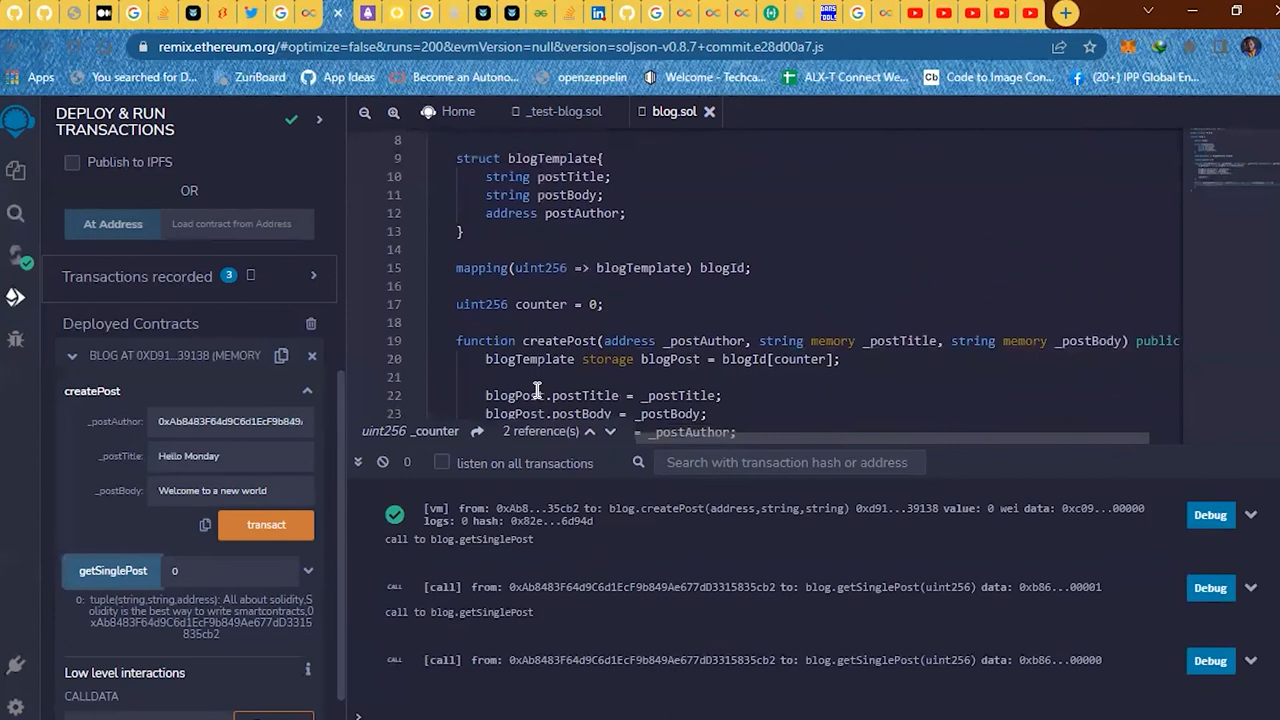 remix.ethereum.org/#optimize=false&runs=200&evmVersion=null&version=soljson-v0.8.7+commit.e28d00a7.js
Apps
You searched for D...
ZuriBoard
App Ideas
Become an Autono...
openzeppelin
Welcome - Techca...
ALX-T Connect We...
Cb
Code to Image Con...
(20+) IPP Global En...
DEPLOY & RUN
TRANSACTIONS
Publish to IPFS
OR
At Address
Load contract from Address
Transactions recorded
3
Deployed Contracts
BLOG AT 0XD91...39138 (MEMORY
createPost
_postAuthor:
0xAb8483F64d9C6d1EcF9b849
_postTitle:
Hello Monday
_postBody:
Welcome to a new world
transact
getSinglePost
0
0: tuple(string,string,address): All about solidity,S
olidity is the best way to write smartcontracts,0
xAb8483F64d9C6d1EcF9b849Ae677dD3315
835cb2
Low level interactions
i
CALLDATA
Home
_test-blog.sol
blog.sol
8
9 struct blogTemplate{
10 string postTitle;
11 string postBody;
12 address postAuthor;
13 }
14
15 mapping(uint256 => blogTemplate) blogId;
16
17 uint256 counter = 0;
18
19 function createPost(address _postAuthor, string memory _postTitle, string memory _postBody) public
20 blogTemplate storage blogPost = blogId[counter];
21
22 blogPost.postTitle = _postTitle;
23 blogPost.postBody = _postBody;
= _postAuthor;
uint256 _counter
2 reference(s)
0
listen on all transactions
Search with transaction hash or address
[vm] from: 0xAb8...35cb2 to: blog.createPost(address,string,string) 0xd91...39138 value: 0 wei data: 0xc09...00000
logs: 0 hash: 0x82e...6d94d
Debug
call to blog.getSinglePost
CALL [call] from: 0xAb8483F64d9C6d1EcF9b849Ae677dD3315835cb2 to: blog.getSinglePost(uint256) data: 0xb86...00001
Debug
call to blog.getSinglePost
CALL [call] from: 0xAb8483F64d9C6d1EcF9b849Ae677dD3315835cb2 to: blog.getSinglePost(uint256) data: 0xb86...00000
Debug
>